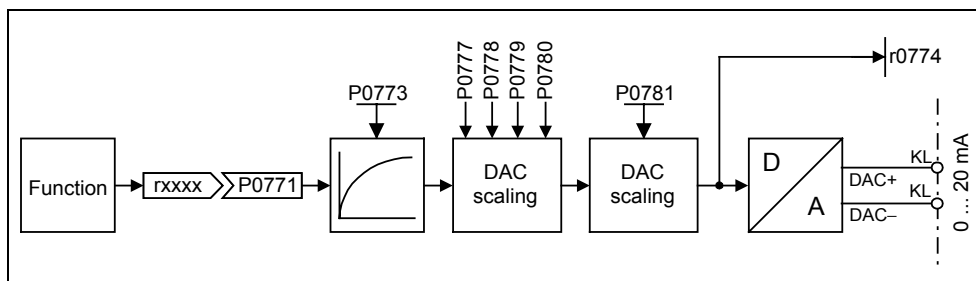 P0777
P0778
P0779
P0780
r0774
P0773
P0781
Function
rxxxx
P0771
DAC
scaling
DAC
scaling
D
A
KL
DAC+
KL
DAC–
0 ... 20 mA